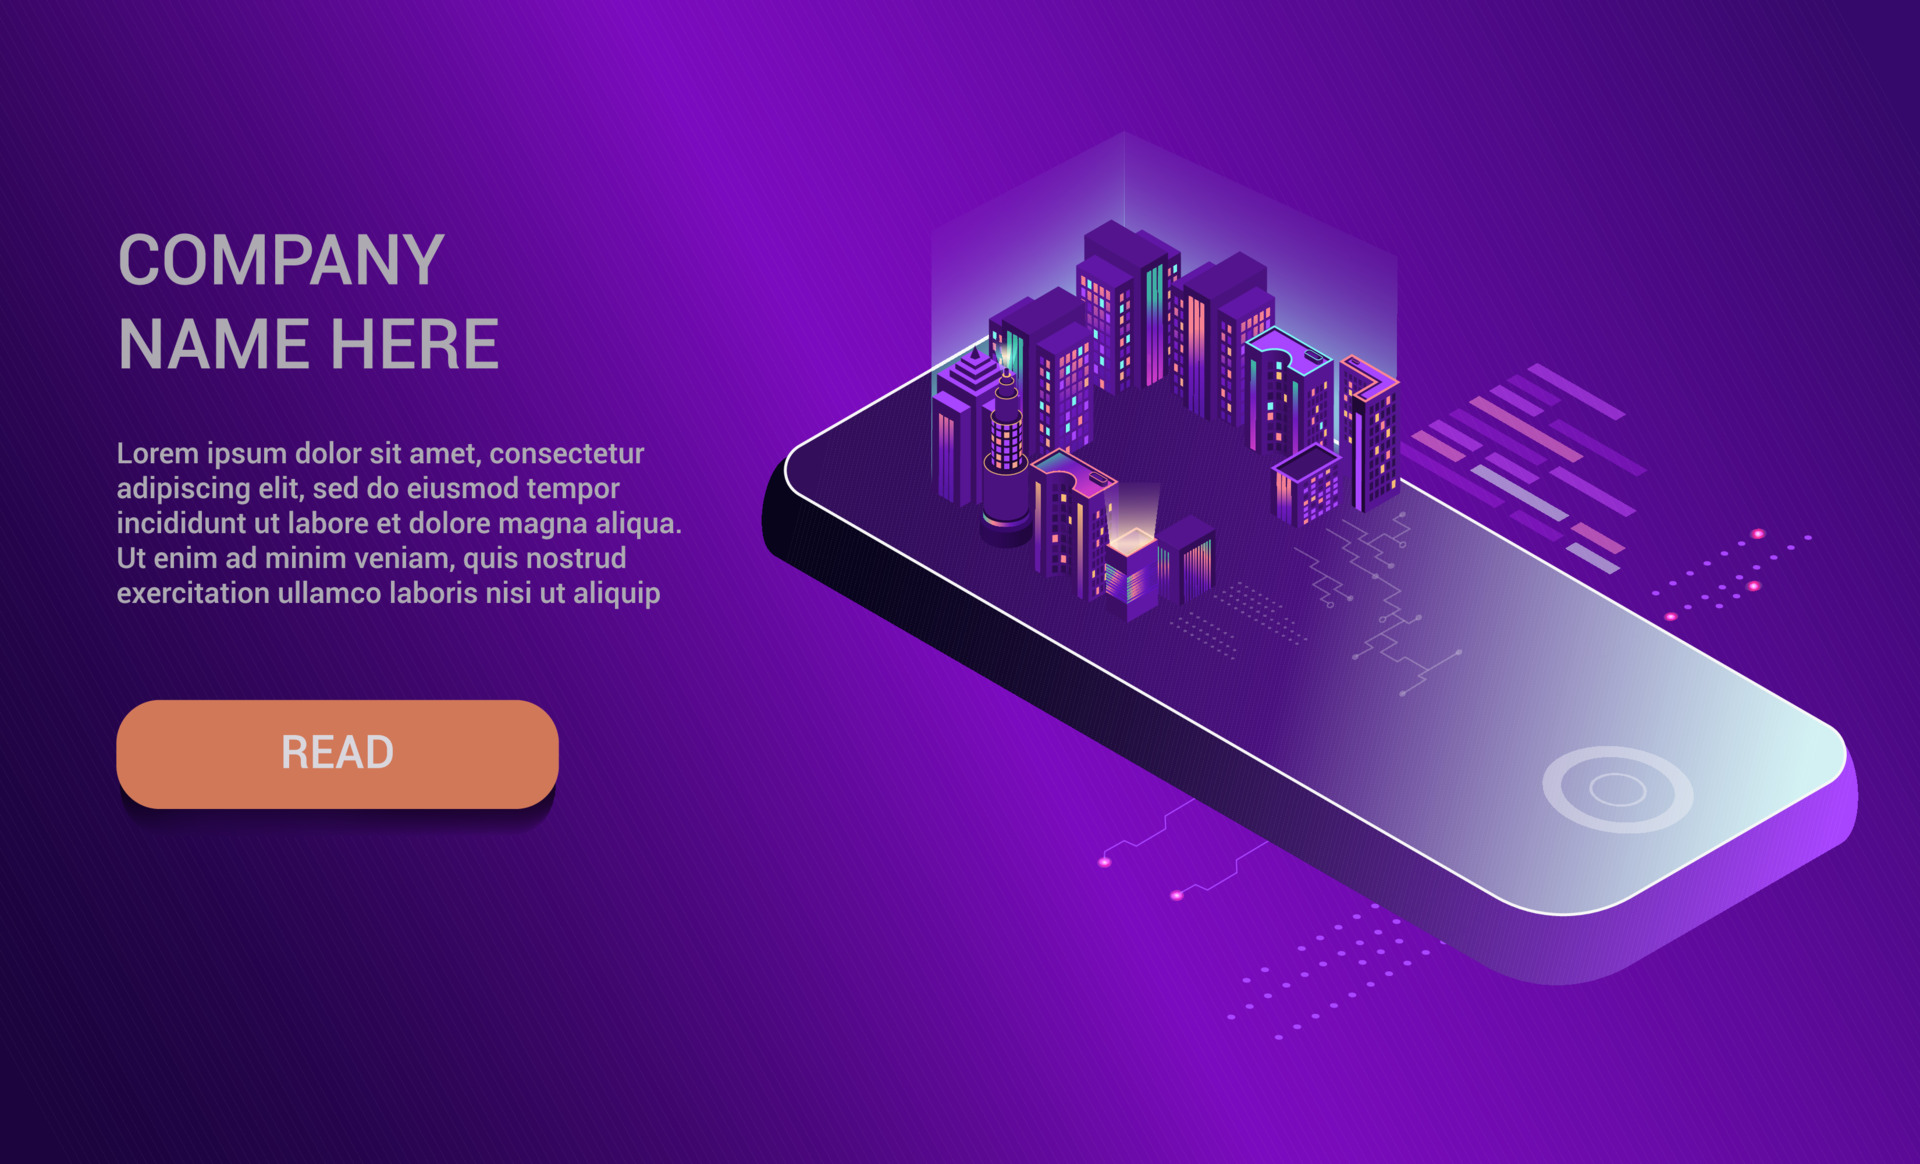 COMPANY
NAME HERE
Lorem ipsum dolor sit amet, consectetur
adipiscing elit, sed do eiusmod tempor
incididunt ut labore et dolore magna aliqua.
Ut enim ad minim veniam, quis nostrud
exercitation ullamco laboris nisi ut aliquip
READ